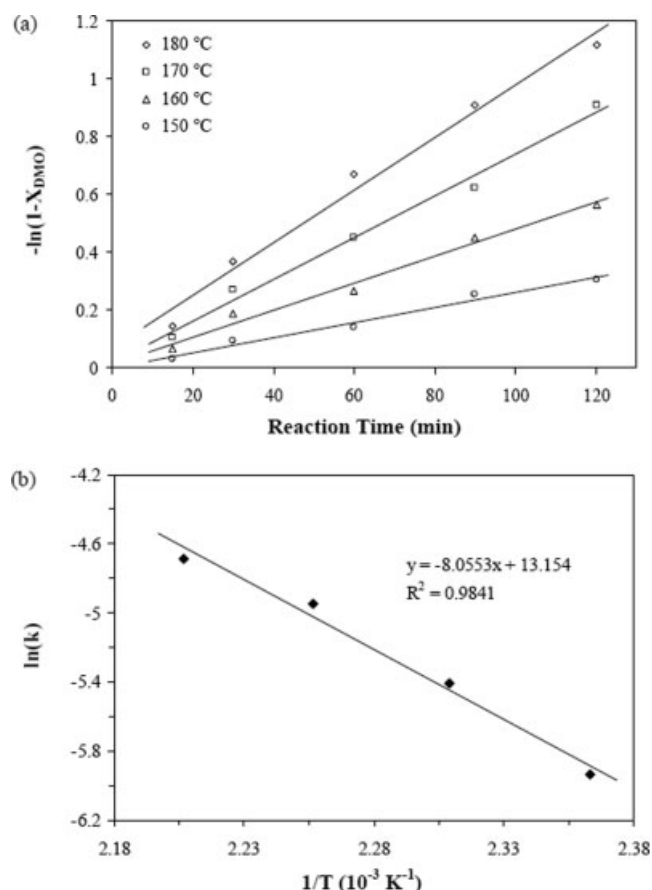 (a)
1.2
1
0.8
0.6
0.4
0.2
0
-ln(1-X_DMO)
180 °C
170 °C
160 °C
150 °C
0 20 40 60 80 100 120
Reaction Time (min)
(b)
-4.2
-4.6
-5
-5.4
-5.8
-6.2
ln(k)
y = -8.0553x + 13.154
R² = 0.9841
2.18 2.23 2.28 2.33 2.38
1/T (10⁻³ K⁻¹)